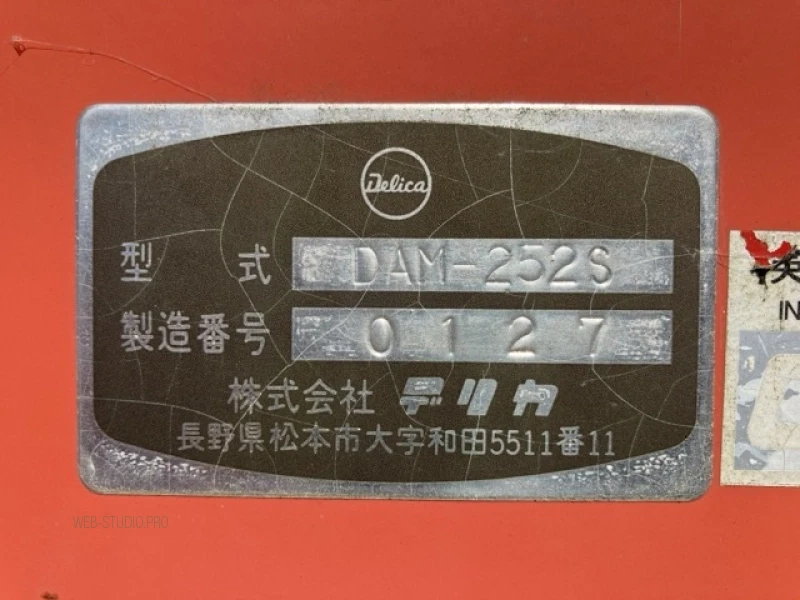 Delica
型式 DAM-252S
製造番号 0127
株式会社 デリカ
長野県松本市大字和田5511番11
英
IN
WEB-STUDIO.PRO